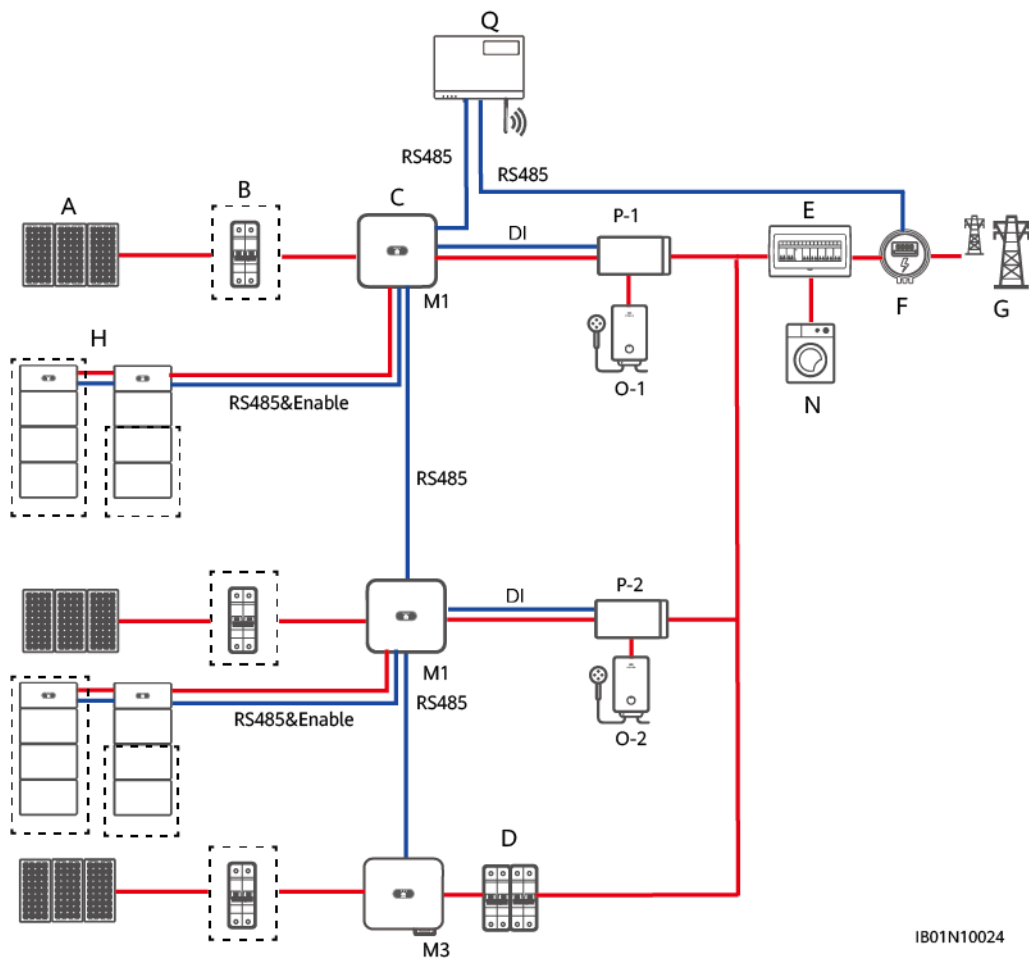 Q
RS485
RS485
A
B
C
DI
P-1
E
M1
F
G
H
O-1
N
RS485&Enable
RS485
DI
P-2
M1
RS485
RS485&Enable
O-2
D
M3
IB01N10024